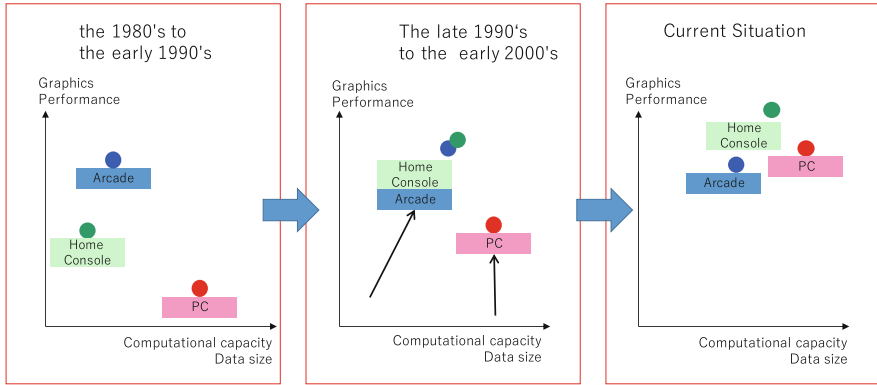 the 1980's to
the early 1990's
Graphics
Performance
Arcade
Home
Console
PC
Computational capacity
Data size
The late 1990‘s
to the early 2000's
Graphics
Performance
Home
Console
Arcade
PC
Computational capacity
Data size
Current Situation
Graphics
Performance
Home
Console
PC
Arcade
Computational capacity
Data size